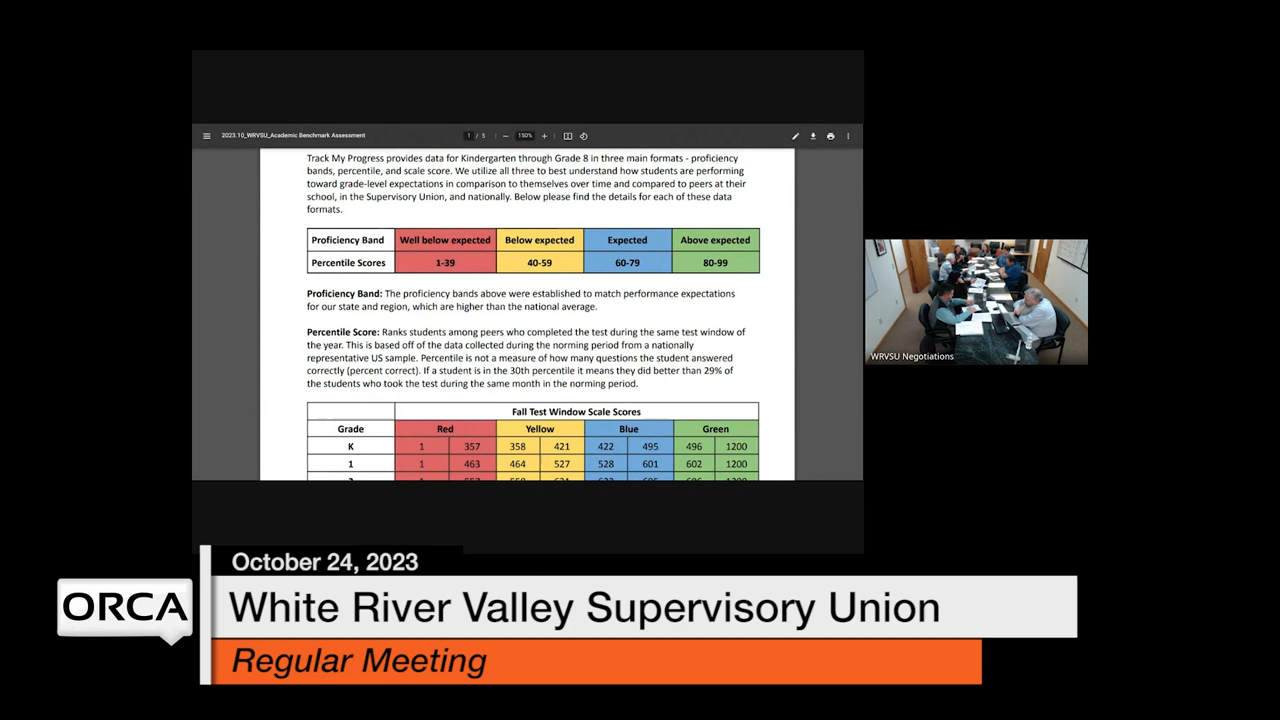 2023.10_WRVSU_Academic Benchmark Assessment 1 / 5 150%
Track My Progress provides data for Kindergarten through Grade 8 in three main formats - proficiency
bands, percentile, and scale score. We utilize all three to best understand how students are performing
toward grade-level expectations in comparison to themselves over time and compared to peers at their
school, in the Supervisory Union, and nationally. Below please find the details for each of these data
formats.
Proficiency Band Well below expected Below expected Expected Above expected
Percentile Scores 1-39 40-59 60-79 80-99
Proficiency Band: The proficiency bands above were established to match performance expectations
for our state and region, which are higher than the national average.
Percentile Score: Ranks students among peers who completed the test during the same test window of
the year. This is based off of the data collected during the norming period from a nationally
representative US sample. Percentile is not a measure of how many questions the student answered
correctly (percent correct). If a student is in the 30th percentile it means they did better than 29% of
the students who took the test during the same month in the norming period.
Fall Test Window Scale Scores
Grade Red Yellow Blue Green
K 1 357 358 421 422 495 496 1200
1 1 463 464 527 528 601 602 1200
WRVSU Negotiations
October 24, 2023
ORCA
White River Valley Supervisory Union
Regular Meeting